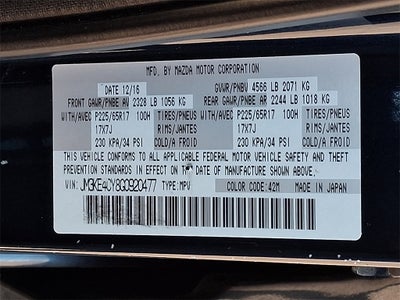 MFD. BY MAZDA MOTOR CORPORATION
DATE 12/16 GVWR/PNBV 4566 LB 2071 KG
FRONT GAWR/PNBE AV 2328 LB 1056 KG REAR GAWR/PNBE AR 2244 LB 1018 KG
WITH/AVEC P225/65R17 100H TIRES/PNEUS WITH/AVEC P225/65R17 100H TIRES/PNEUS
17X7J RIMS/JANTES 17X7J RIMS/JANTES
230 KPA/34 PSI COLD/A FROID 230 KPA/34 PSI COLD/A FROID
THIS VEHICLE CONFORMS TO ALL APPLICABLE FEDERAL MOTOR VEHICLE SAFETY AND THEFT
PREVENTION STANDARDS IN EFFECT ON THE DATE OF MANUFACTURE SHOWN ABOVE.
VIN: JM3KE4CY8G0920477 TYPE:MPV COLOR CODE:42M MADE IN JAPAN